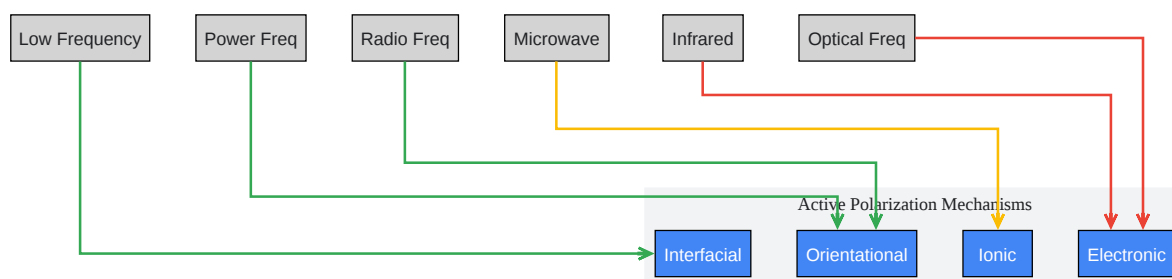 Low Frequency
Power Freq
Radio Freq
Microwave
Infrared
Optical Freq
Active Polarization Mechanisms
Interfacial
Orientational
Ionic
Electronic